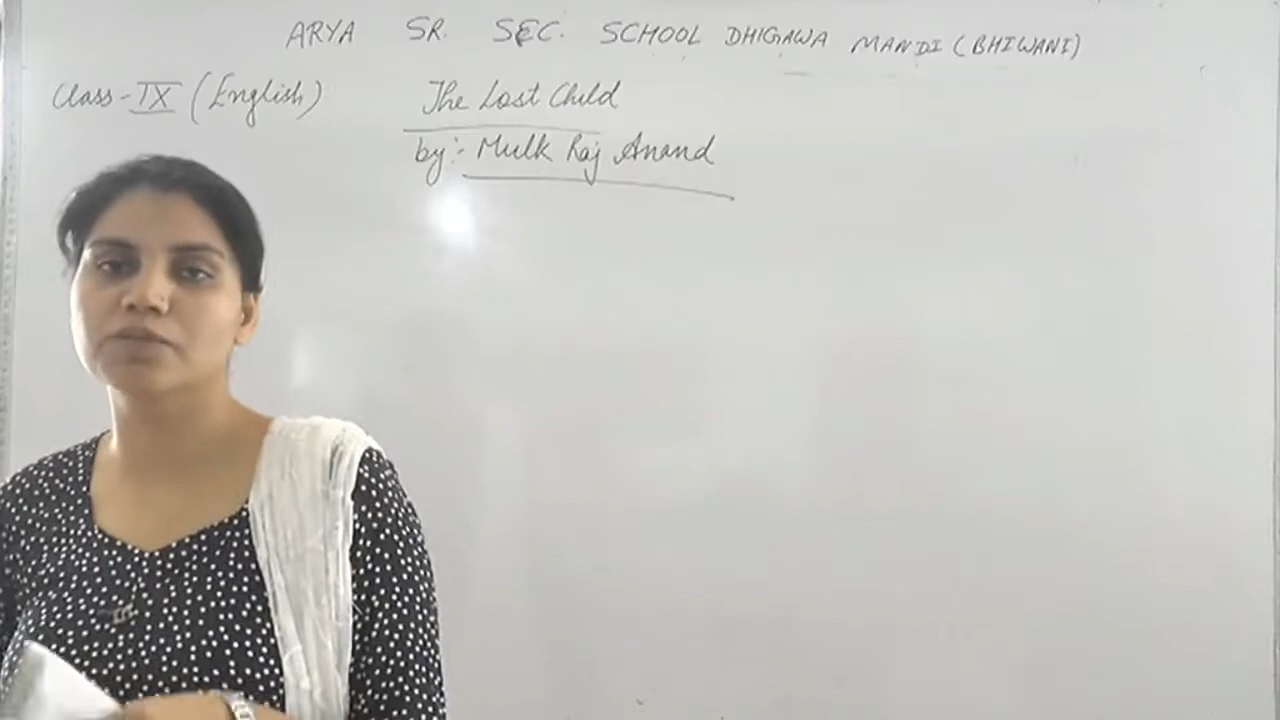 ARYA SR. SEC. SCHOOL DHIGAWA MANDI (BHIWANI)
Class-IX (English)
The Lost Child
by:- Mulk Raj Anand